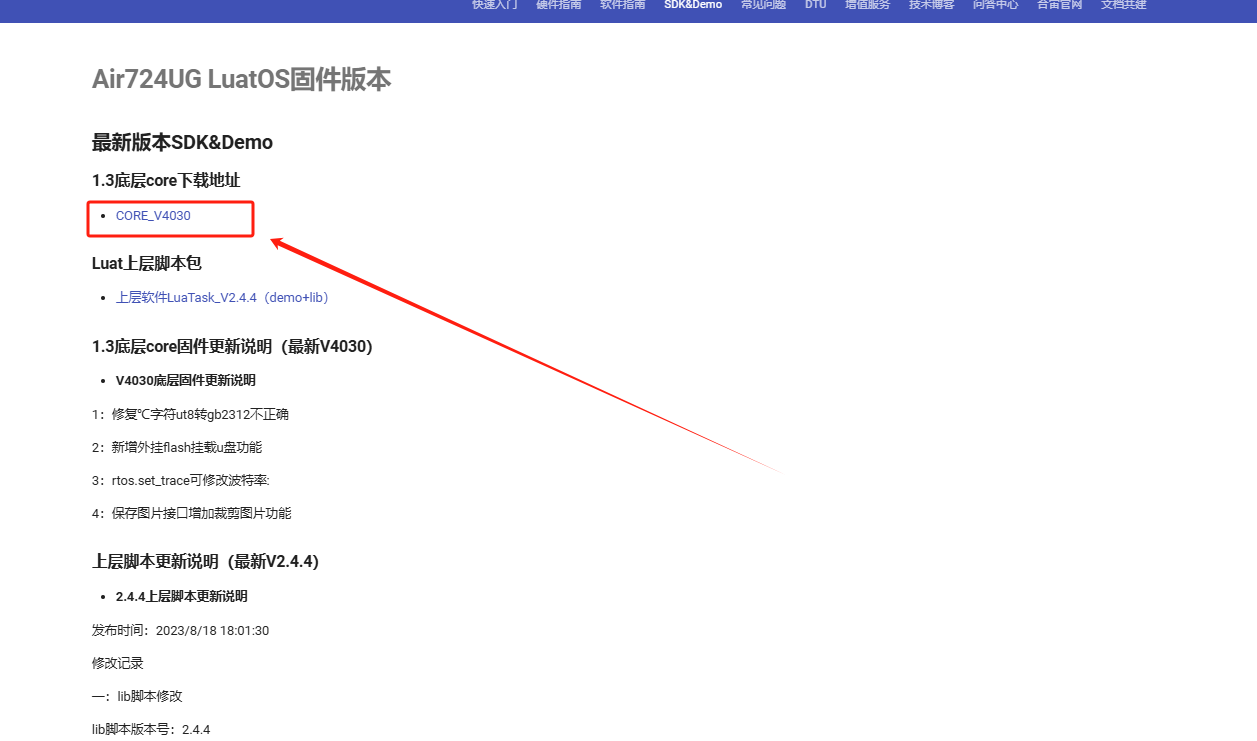 快速入门 硬件指南 软件指南 SDK&Demo 常见问题 DTU 增值服务 技术博客 问答中心 合宙官网 文档共建
Air724UG LuatOS固件版本
最新版本SDK&Demo
1.3底层core下载地址
CORE_V4030
Luat上层脚本包
上层软件LuaTask_V2.4.4（demo+lib）
1.3底层core固件更新说明（最新V4030）
V4030底层固件更新说明
1：修复℃字符ut8转gb2312不正确
2：新增外挂flash挂载u盘功能
3：rtos.set_trace可修改波特率:
4：保存图片接口增加裁剪图片功能
上层脚本更新说明（最新V2.4.4）
2.4.4上层脚本更新说明
发布时间：2023/8/18 18:01:30
修改记录
一：lib脚本修改
lib脚本版本号：2.4.4